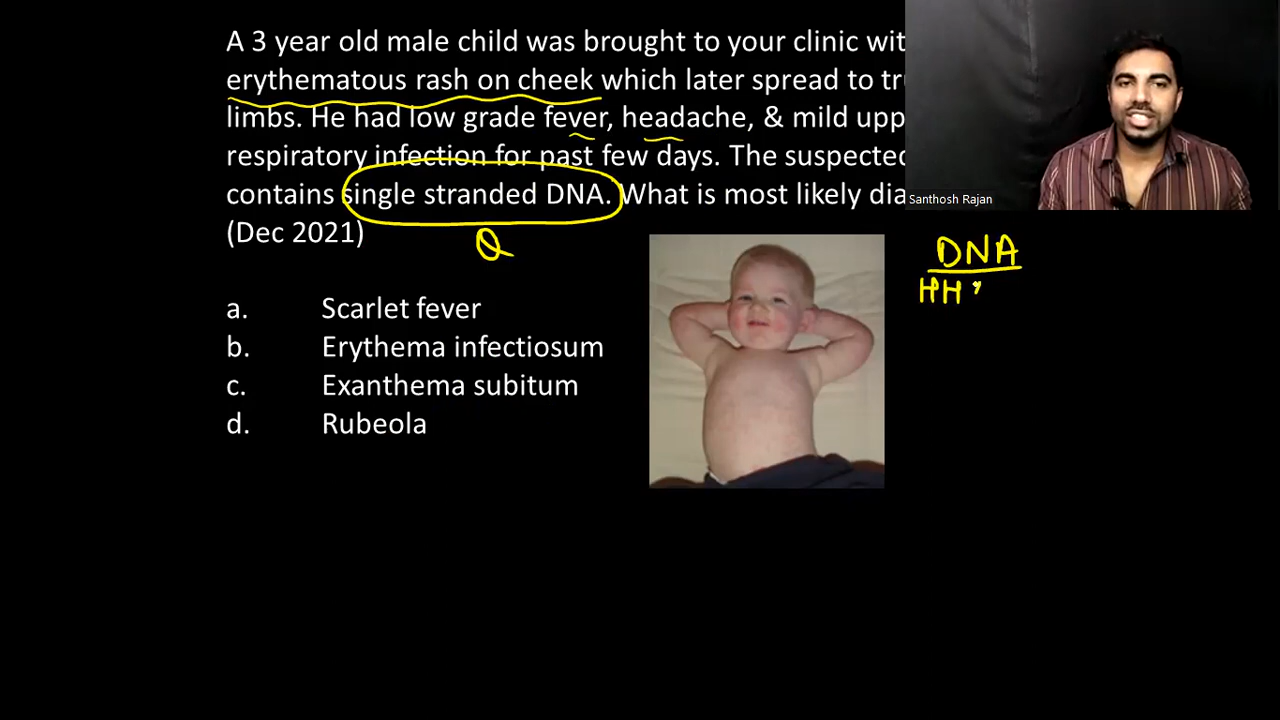 A 3 year old male child was brought to your clinic wit
erythematous rash on cheek which later spread to tr
limbs. He had low grade fever, headache, & mild upp
respiratory infection for past few days. The suspected
contains single stranded DNA. What is most likely dia
(Dec 2021)
Santhosh Rajan
DNA
a. Scarlet fever
b. Erythema infectiosum
c. Exanthema subitum
d. Rubeola